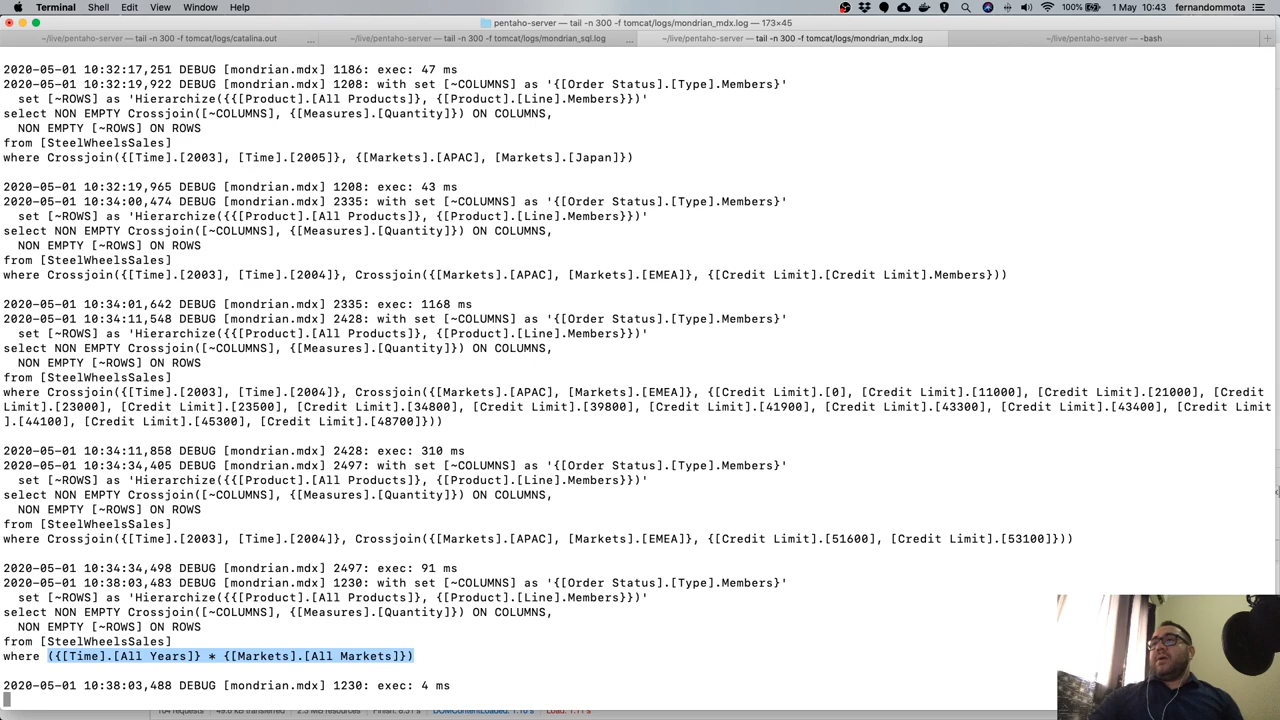 Terminal Shell Edit View Window Help 100% 1 May 10:43 fernandommota
pentaho-server — tail -n 300 -f tomcat/logs/mondrian_mdx.log — 173×45
~/live/pentaho-server — tail -n 300 -f tomcat/logs/catalina.out ... ~/live/pentaho-server — tail -n 300 -f tomcat/logs/mondrian_sql.log ... ~/live/pentaho-server — tail -n 300 -f tomcat/logs/mondrian_mdx.log ~/live/pentaho-server — -bash +
2020-05-01 10:32:17,251 DEBUG [mondrian.mdx] 1186: exec: 47 ms
2020-05-01 10:32:19,922 DEBUG [mondrian.mdx] 1208: with set [~COLUMNS] as '{[Order Status].[Type].Members}'
set [~ROWS] as 'Hierarchize({{[Product].[All Products]}, {[Product].[Line].Members}})'
select NON EMPTY Crossjoin([~COLUMNS], {[Measures].[Quantity]}) ON COLUMNS,
NON EMPTY [~ROWS] ON ROWS
from [SteelWheelsSales]
where Crossjoin({[Time].[2003], [Time].[2005]}, {[Markets].[APAC], [Markets].[Japan]})
2020-05-01 10:32:19,965 DEBUG [mondrian.mdx] 1208: exec: 43 ms
2020-05-01 10:34:00,474 DEBUG [mondrian.mdx] 2335: with set [~COLUMNS] as '{[Order Status].[Type].Members}'
set [~ROWS] as 'Hierarchize({{[Product].[All Products]}, {[Product].[Line].Members}})'
select NON EMPTY Crossjoin([~COLUMNS], {[Measures].[Quantity]}) ON COLUMNS,
NON EMPTY [~ROWS] ON ROWS
from [SteelWheelsSales]
where Crossjoin({[Time].[2003], [Time].[2004]}, Crossjoin({[Markets].[APAC], [Markets].[EMEA]}, {[Credit Limit].[Credit Limit].Members}))
2020-05-01 10:34:01,642 DEBUG [mondrian.mdx] 2335: exec: 1168 ms
2020-05-01 10:34:11,548 DEBUG [mondrian.mdx] 2428: with set [~COLUMNS] as '{[Order Status].[Type].Members}'
set [~ROWS] as 'Hierarchize({{[Product].[All Products]}, {[Product].[Line].Members}})'
select NON EMPTY Crossjoin([~COLUMNS], {[Measures].[Quantity]}) ON COLUMNS,
NON EMPTY [~ROWS] ON ROWS
from [SteelWheelsSales]
where Crossjoin({[Time].[2003], [Time].[2004]}, Crossjoin({[Markets].[APAC], [Markets].[EMEA]}, {[Credit Limit].[0], [Credit Limit].[11000], [Credit Limit].[21000], [Credit
Limit].[23000], [Credit Limit].[23500], [Credit Limit].[34800], [Credit Limit].[39800], [Credit Limit].[41900], [Credit Limit].[43300], [Credit Limit].[43400], [Credit Limit
].[44100], [Credit Limit].[45300], [Credit Limit].[48700]}))
2020-05-01 10:34:11,858 DEBUG [mondrian.mdx] 2428: exec: 310 ms
2020-05-01 10:34:34,405 DEBUG [mondrian.mdx] 2497: with set [~COLUMNS] as '{[Order Status].[Type].Members}'
set [~ROWS] as 'Hierarchize({{[Product].[All Products]}, {[Product].[Line].Members}})'
select NON EMPTY Crossjoin([~COLUMNS], {[Measures].[Quantity]}) ON COLUMNS,
NON EMPTY [~ROWS] ON ROWS
from [SteelWheelsSales]
where Crossjoin({[Time].[2003], [Time].[2004]}, Crossjoin({[Markets].[APAC], [Markets].[EMEA]}, {[Credit Limit].[51600], [Credit Limit].[53100]}))
2020-05-01 10:34:34,498 DEBUG [mondrian.mdx] 2497: exec: 91 ms
2020-05-01 10:38:03,483 DEBUG [mondrian.mdx] 1230: with set [~COLUMNS] as '{[Order Status].[Type].Members}'
set [~ROWS] as 'Hierarchize({{[Product].[All Products]}, {[Product].[Line].Members}})'
select NON EMPTY Crossjoin([~COLUMNS], {[Measures].[Quantity]}) ON COLUMNS,
NON EMPTY [~ROWS] ON ROWS
from [SteelWheelsSales]
where ({[Time].[All Years]} * {[Markets].[All Markets]})
2020-05-01 10:38:03,488 DEBUG [mondrian.mdx] 1230: exec: 4 ms